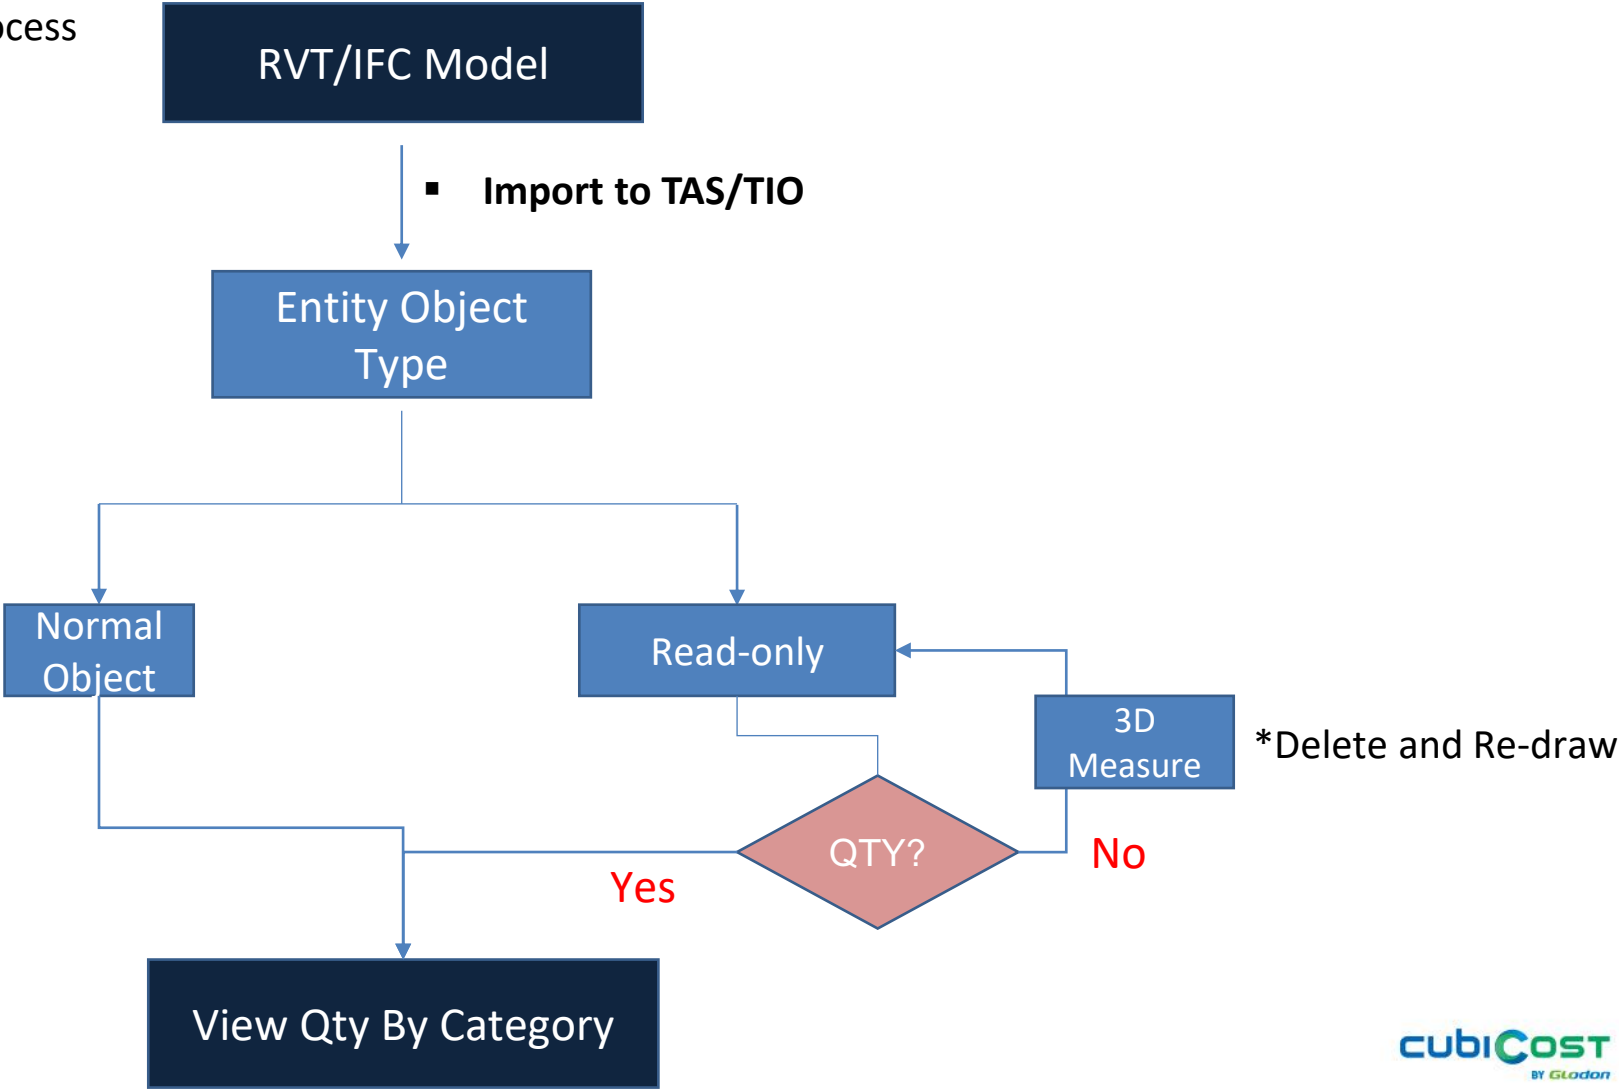 ocess
RVT/IFC Model
▪ Import to TAS/TIO
Entity Object
Type
Normal
Object
Read-only
3D
Measure
*Delete and Re-draw
QTY?
No
Yes
View Qty By Category
cubiCost
BY GLodon